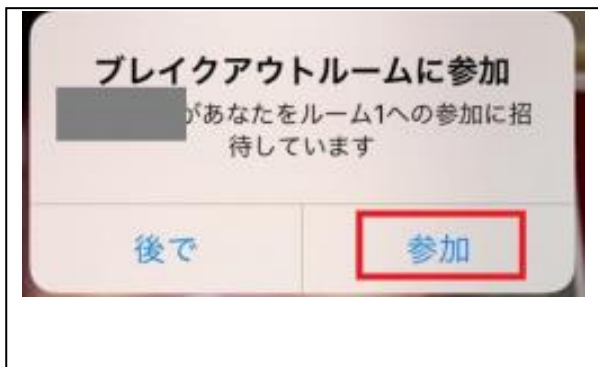 ブレイクアウトルームに参加
があなたをルーム1への参加に招
待しています
後で
参加